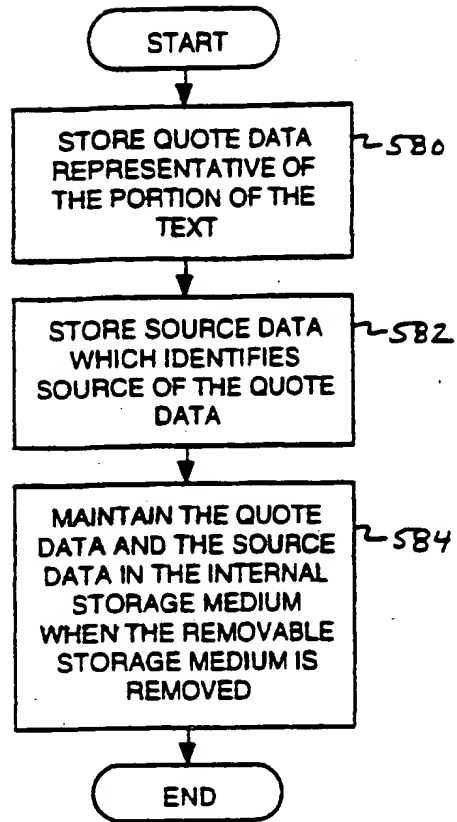 START
STORE QUOTE DATA
REPRESENTATIVE OF
THE PORTION OF THE
TEXT
580
STORE SOURCE DATA
WHICH IDENTIFIES
SOURCE OF THE QUOTE
DATA
582
MAINTAIN THE QUOTE
DATA AND THE SOURCE
DATA IN THE INTERNAL
STORAGE MEDIUM
WHEN THE REMOVABLE
STORAGE MEDIUM IS
REMOVED
584
END